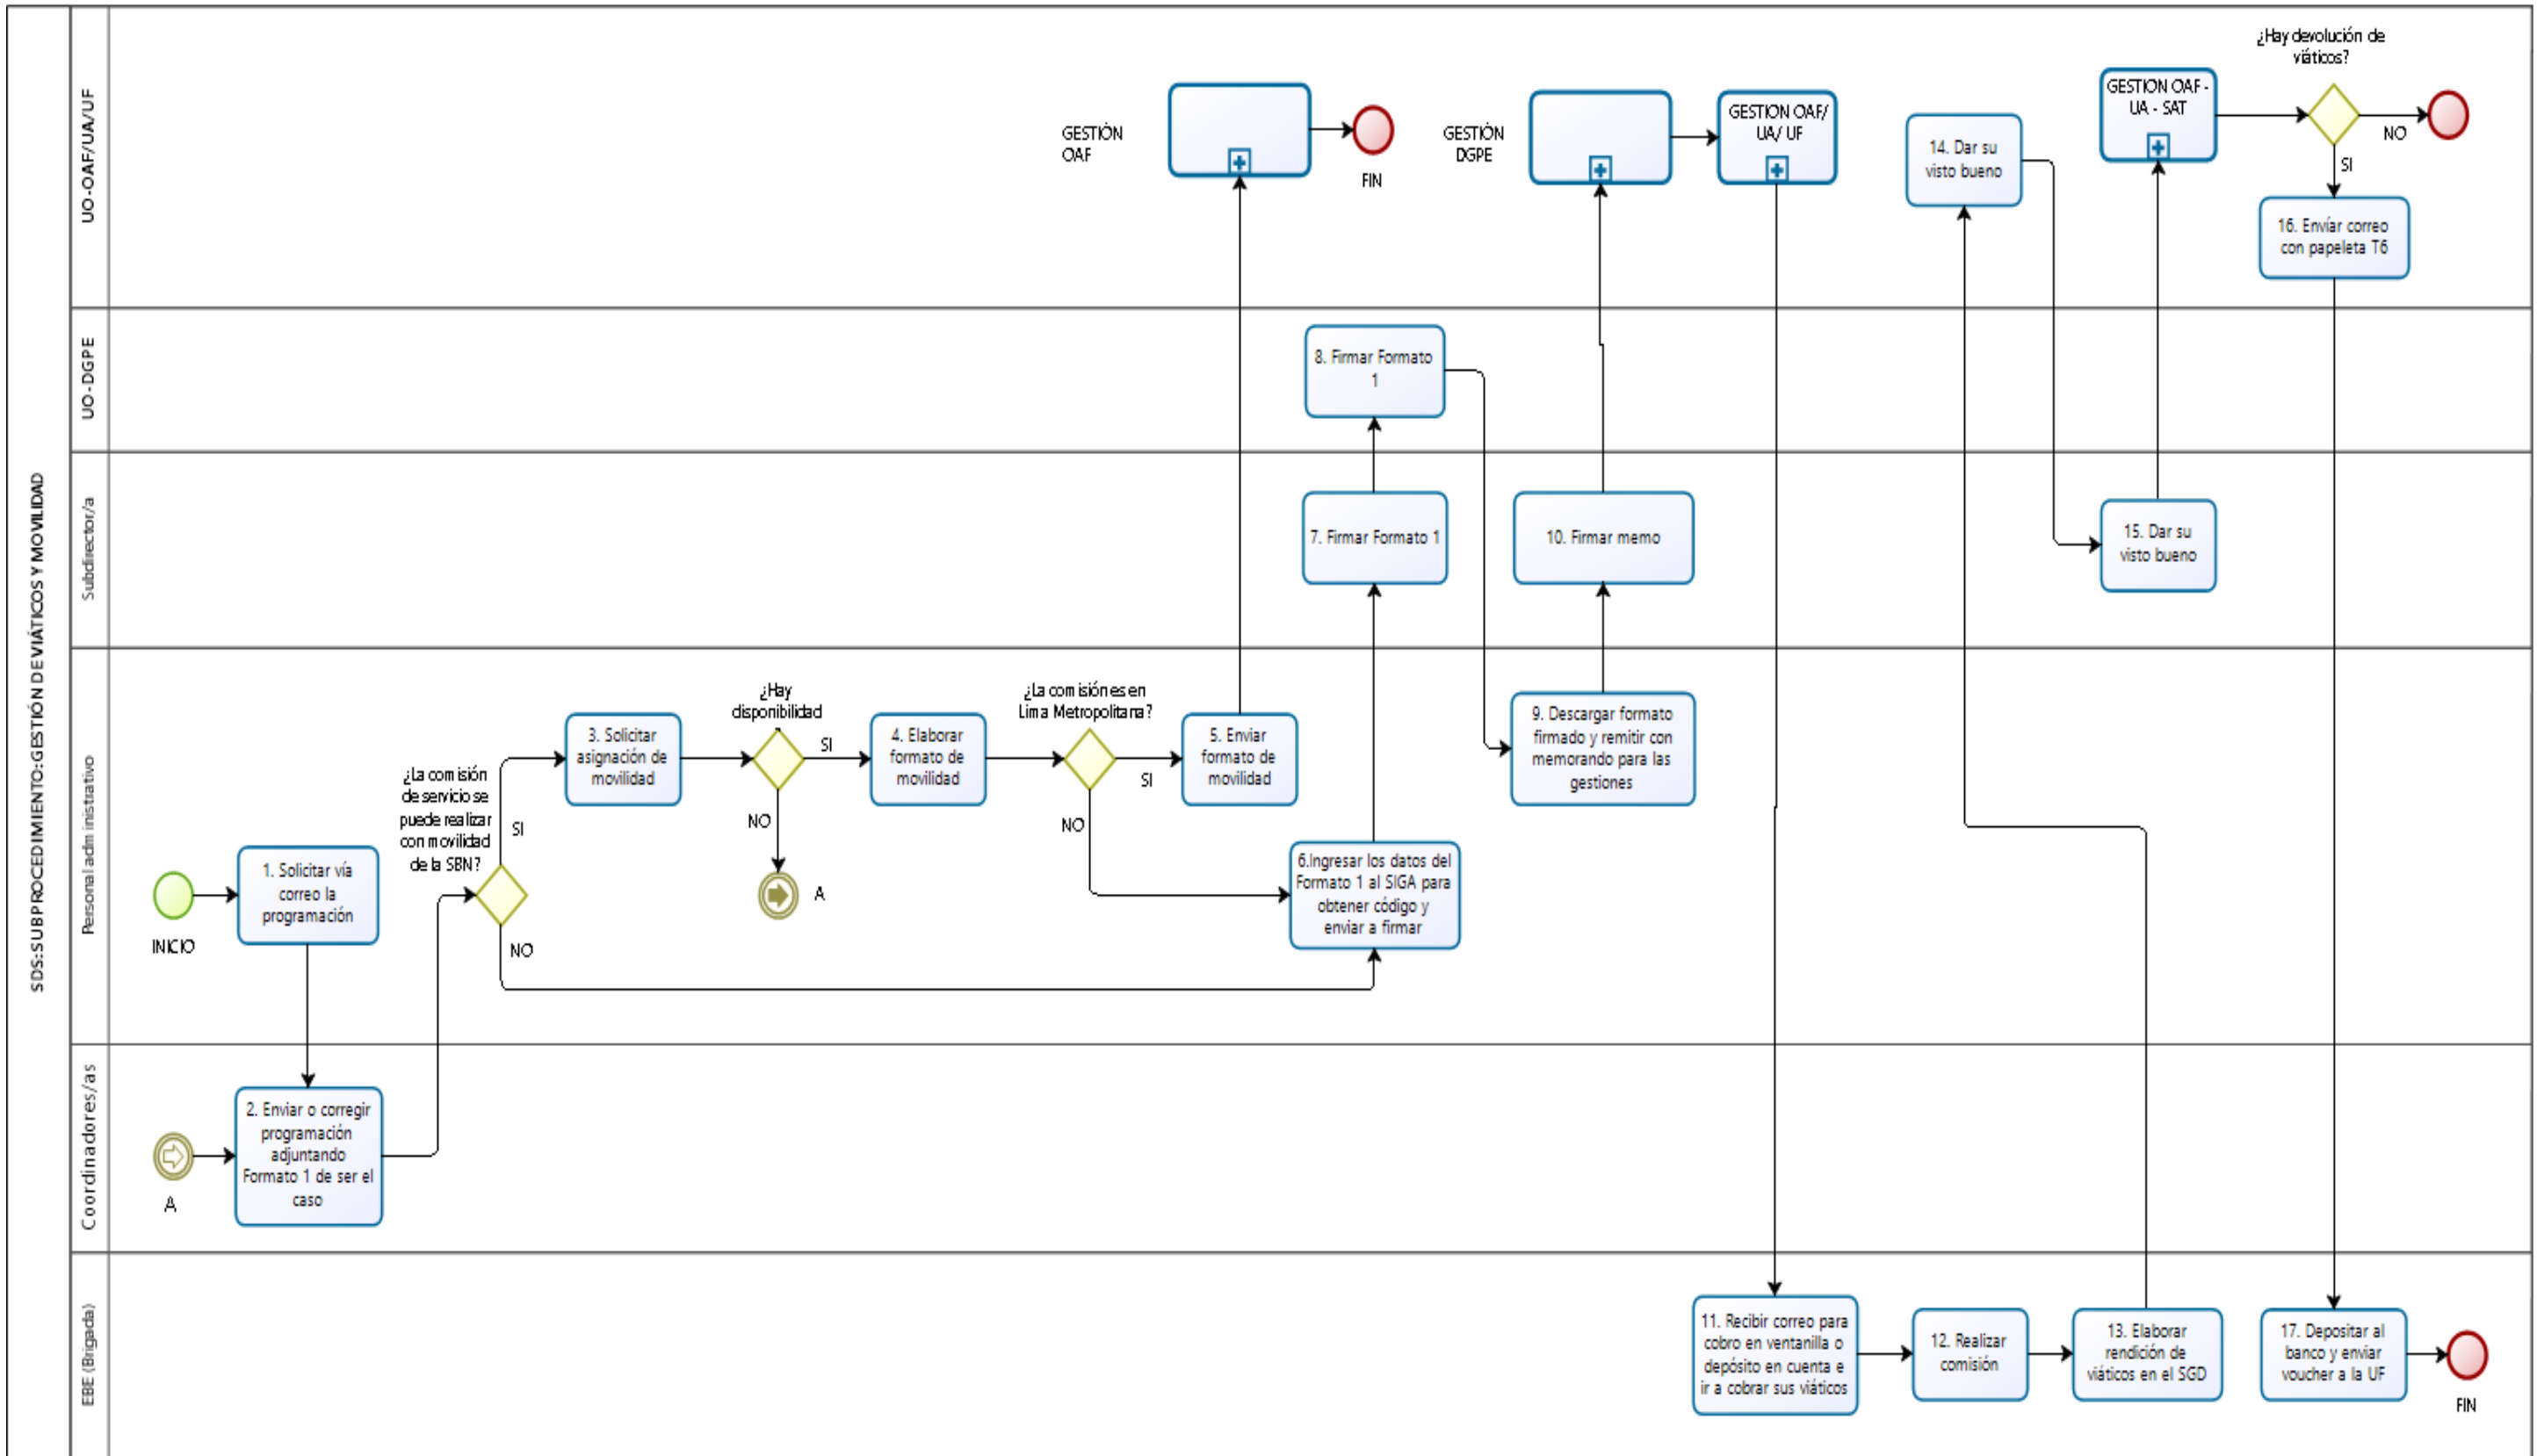 SDS:SUBPROCEDIMIENTO:GESTIÓN DE VIÁTICOS Y MOVILIDAD
UO-OAF/UA/UF
GESTIÓN
OAF
FIN
GESTIÓN
DGPE
GESTION OAF/
UA/ UF
14. Dar su
visto bueno
GESTION OAF -
UA - SAT
¿Hay devolución de
viáticos?
NO
SI
16. Envíar correo
con papeleta T6
UO-DGPE
8. Firmar Formato
1
Subdirector/a
7. Firmar Formato 1
10. Firmar memo
15. Dar su
visto bueno
Personal administrativo
INICIO
1. Solicitar vía
correo la
programación
¿La comisión
de servicio se
puede realizar
con movilidad
de la SBN?
SI
NO
3. Solicitar
asignación de
movilidad
¿Hay
disponibilidad
?
SI
NO
A
4. Elaborar
formato de
movilidad
¿La comisión es en
Lima Metropolitana?
SI
NO
5. Enviar
formato de
movilidad
6.Ingresar los datos del
Formato 1 al SIGA para
obtener código y
enviar a firmar
9. Descargar formato
firmado y remitir con
memorando para las
gestiones
Coordinadores/as
A
2. Enviar o corregir
programación
adjuntando
Formato 1 de ser el
caso
EBE (Brigada)
11. Recibir correo para
cobro en ventanilla o
depósito en cuenta e
ir a cobrar sus viáticos
12. Realizar
comisión
13. Elaborar
rendición de
viáticos en el SGD
17. Depositar al
banco y enviar
voucher a la UF
FIN